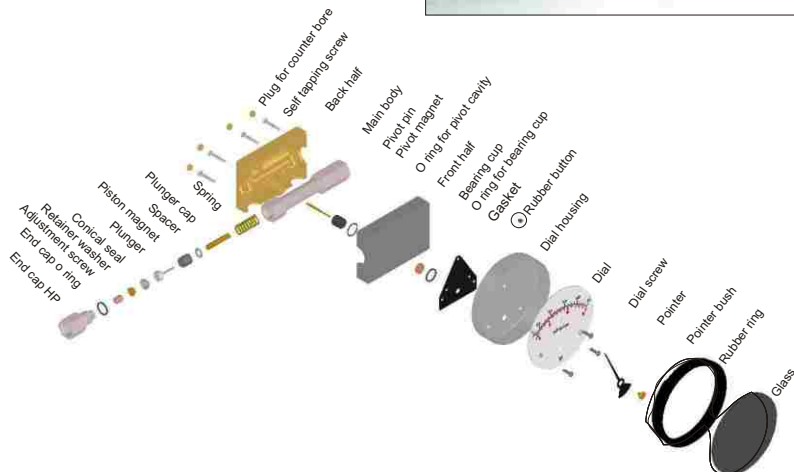 Plug for counter bore
Self tapping screw
Back half
Main body
Pivot pin
Pivot magnet
O ring for pivot cavity
Front half
Bearing cup
O ring for bearing cup
Gasket
Rubber button
Dial housing
Dial
Dial screw
Pointer
Pointer bush
Rubber ring
Glass
Spring
Plunger cap
Spacer
Piston magnet
Plunger
Conical seal
Retainer washer
Adjustment screw
End cap o ring
End cap HP